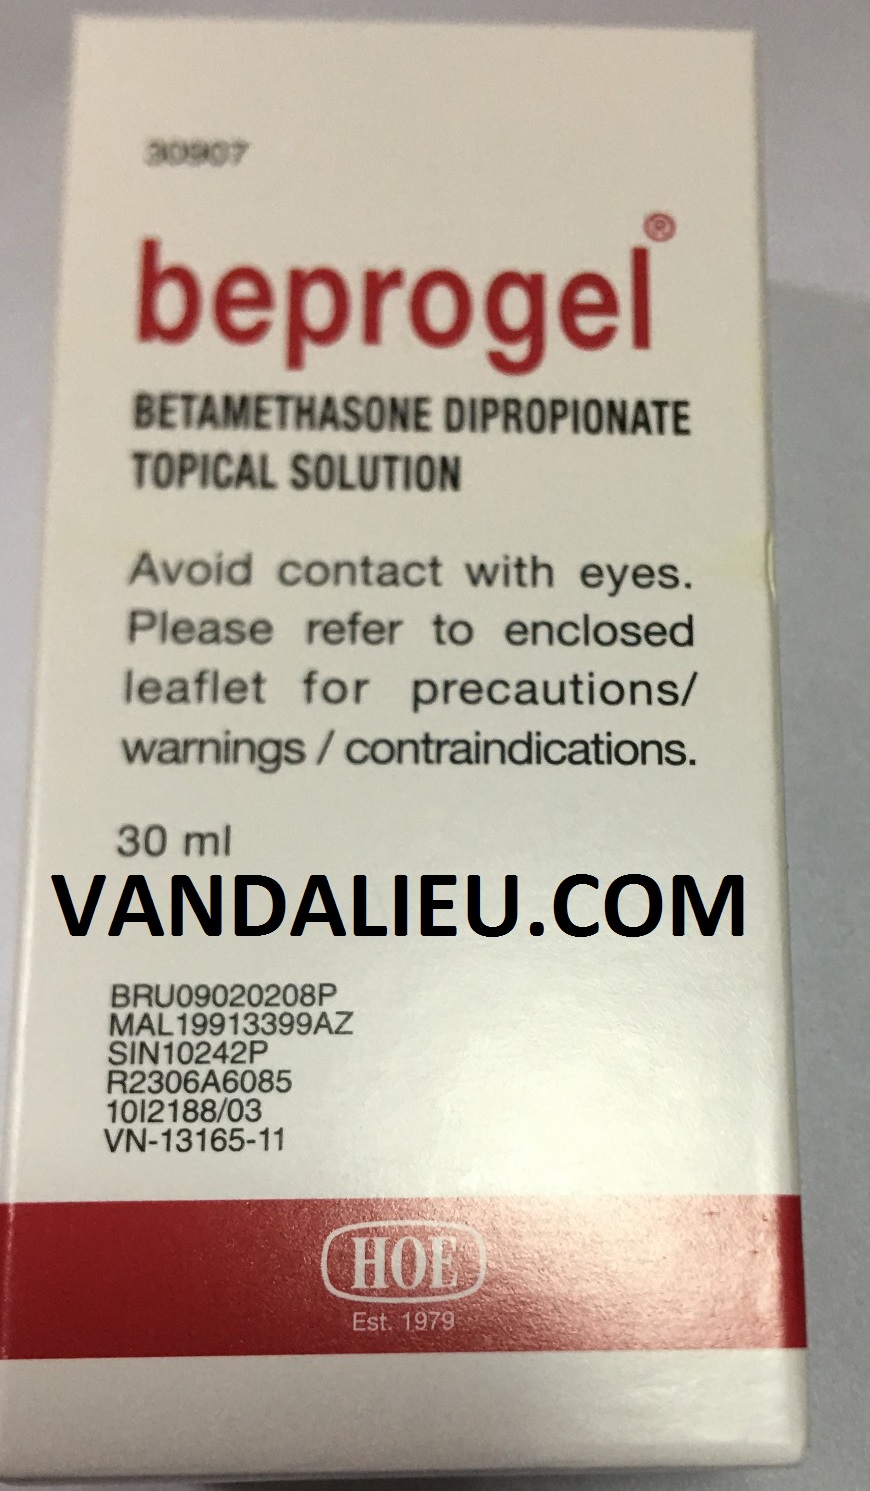 30907
beprogel®
BETAMETHASONE DIPROPIONATE
TOPICAL SOLUTION
Avoid contact with eyes.
Please refer to enclosed
leaflet for precautions/
warnings / contraindications.
30 ml
VANDALIEU.COM
BRU09020208P
MAL19913399AZ
SIN10242P
R2306A6085
10I2188/03
VN-13165-11
HOE
Est. 1979